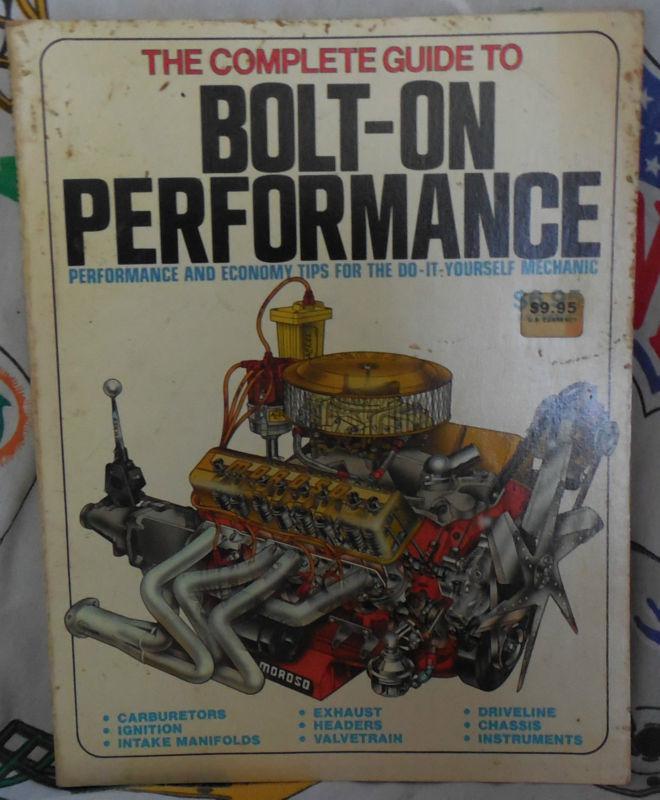 THE COMPLETE GUIDE TO
BOLT-ON
PERFORMANCE
PERFORMANCE AND ECONOMY TIPS FOR THE DO-IT-YOURSELF MECHANIC
$9.95
U.S. CURRENCY
MOROSO
MOROSO
• CARBURETORS
• IGNITION
• INTAKE MANIFOLDS
• EXHAUST
• HEADERS
• VALVETRAIN
• DRIVELINE
• CHASSIS
• INSTRUMENTS